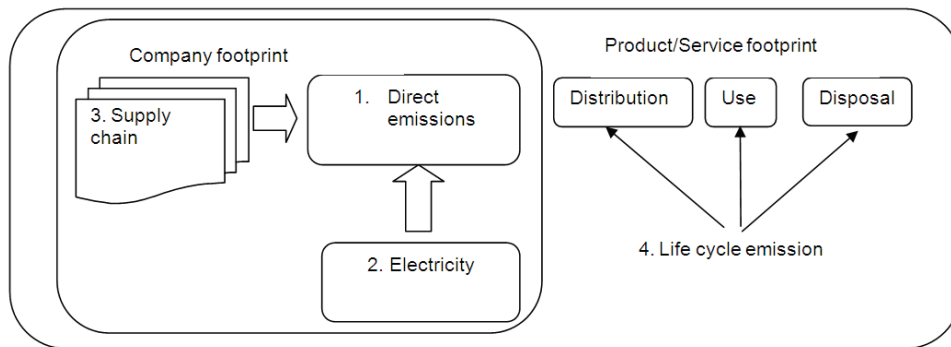 Company footprint
3. Supply
chain
1. Direct
emissions
2. Electricity
Product/Service footprint
Distribution
Use
Disposal
4. Life cycle emission